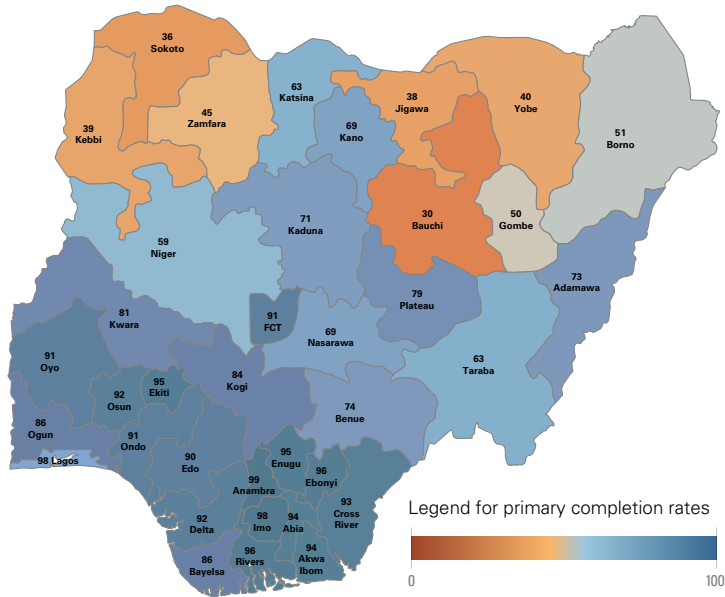 36
Sokoto
63
Katsina
45
Zamfara
38
Jigawa
40
Yobe
39
Kebbi
69
Kano
51
Borno
30
Bauchi
50
Gombe
71
Kaduna
59
Niger
73
Adamawa
79
Plateau
81
Kwara
91
FCT
69
Nasarawa
63
Taraba
91
Oyo
84
Kogi
95
Ekiti
92
Osun
74
Benue
86
Ogun
91
Ondo
98 Lagos
90
Edo
95
Enugu
96
Ebonyi
99
Anambra
93
Cross
River
92
Delta
98
Imo
94
Abia
86
Bayelsa
96
Rivers
94
Akwa
Ibom
Legend for primary completion rates
0 100